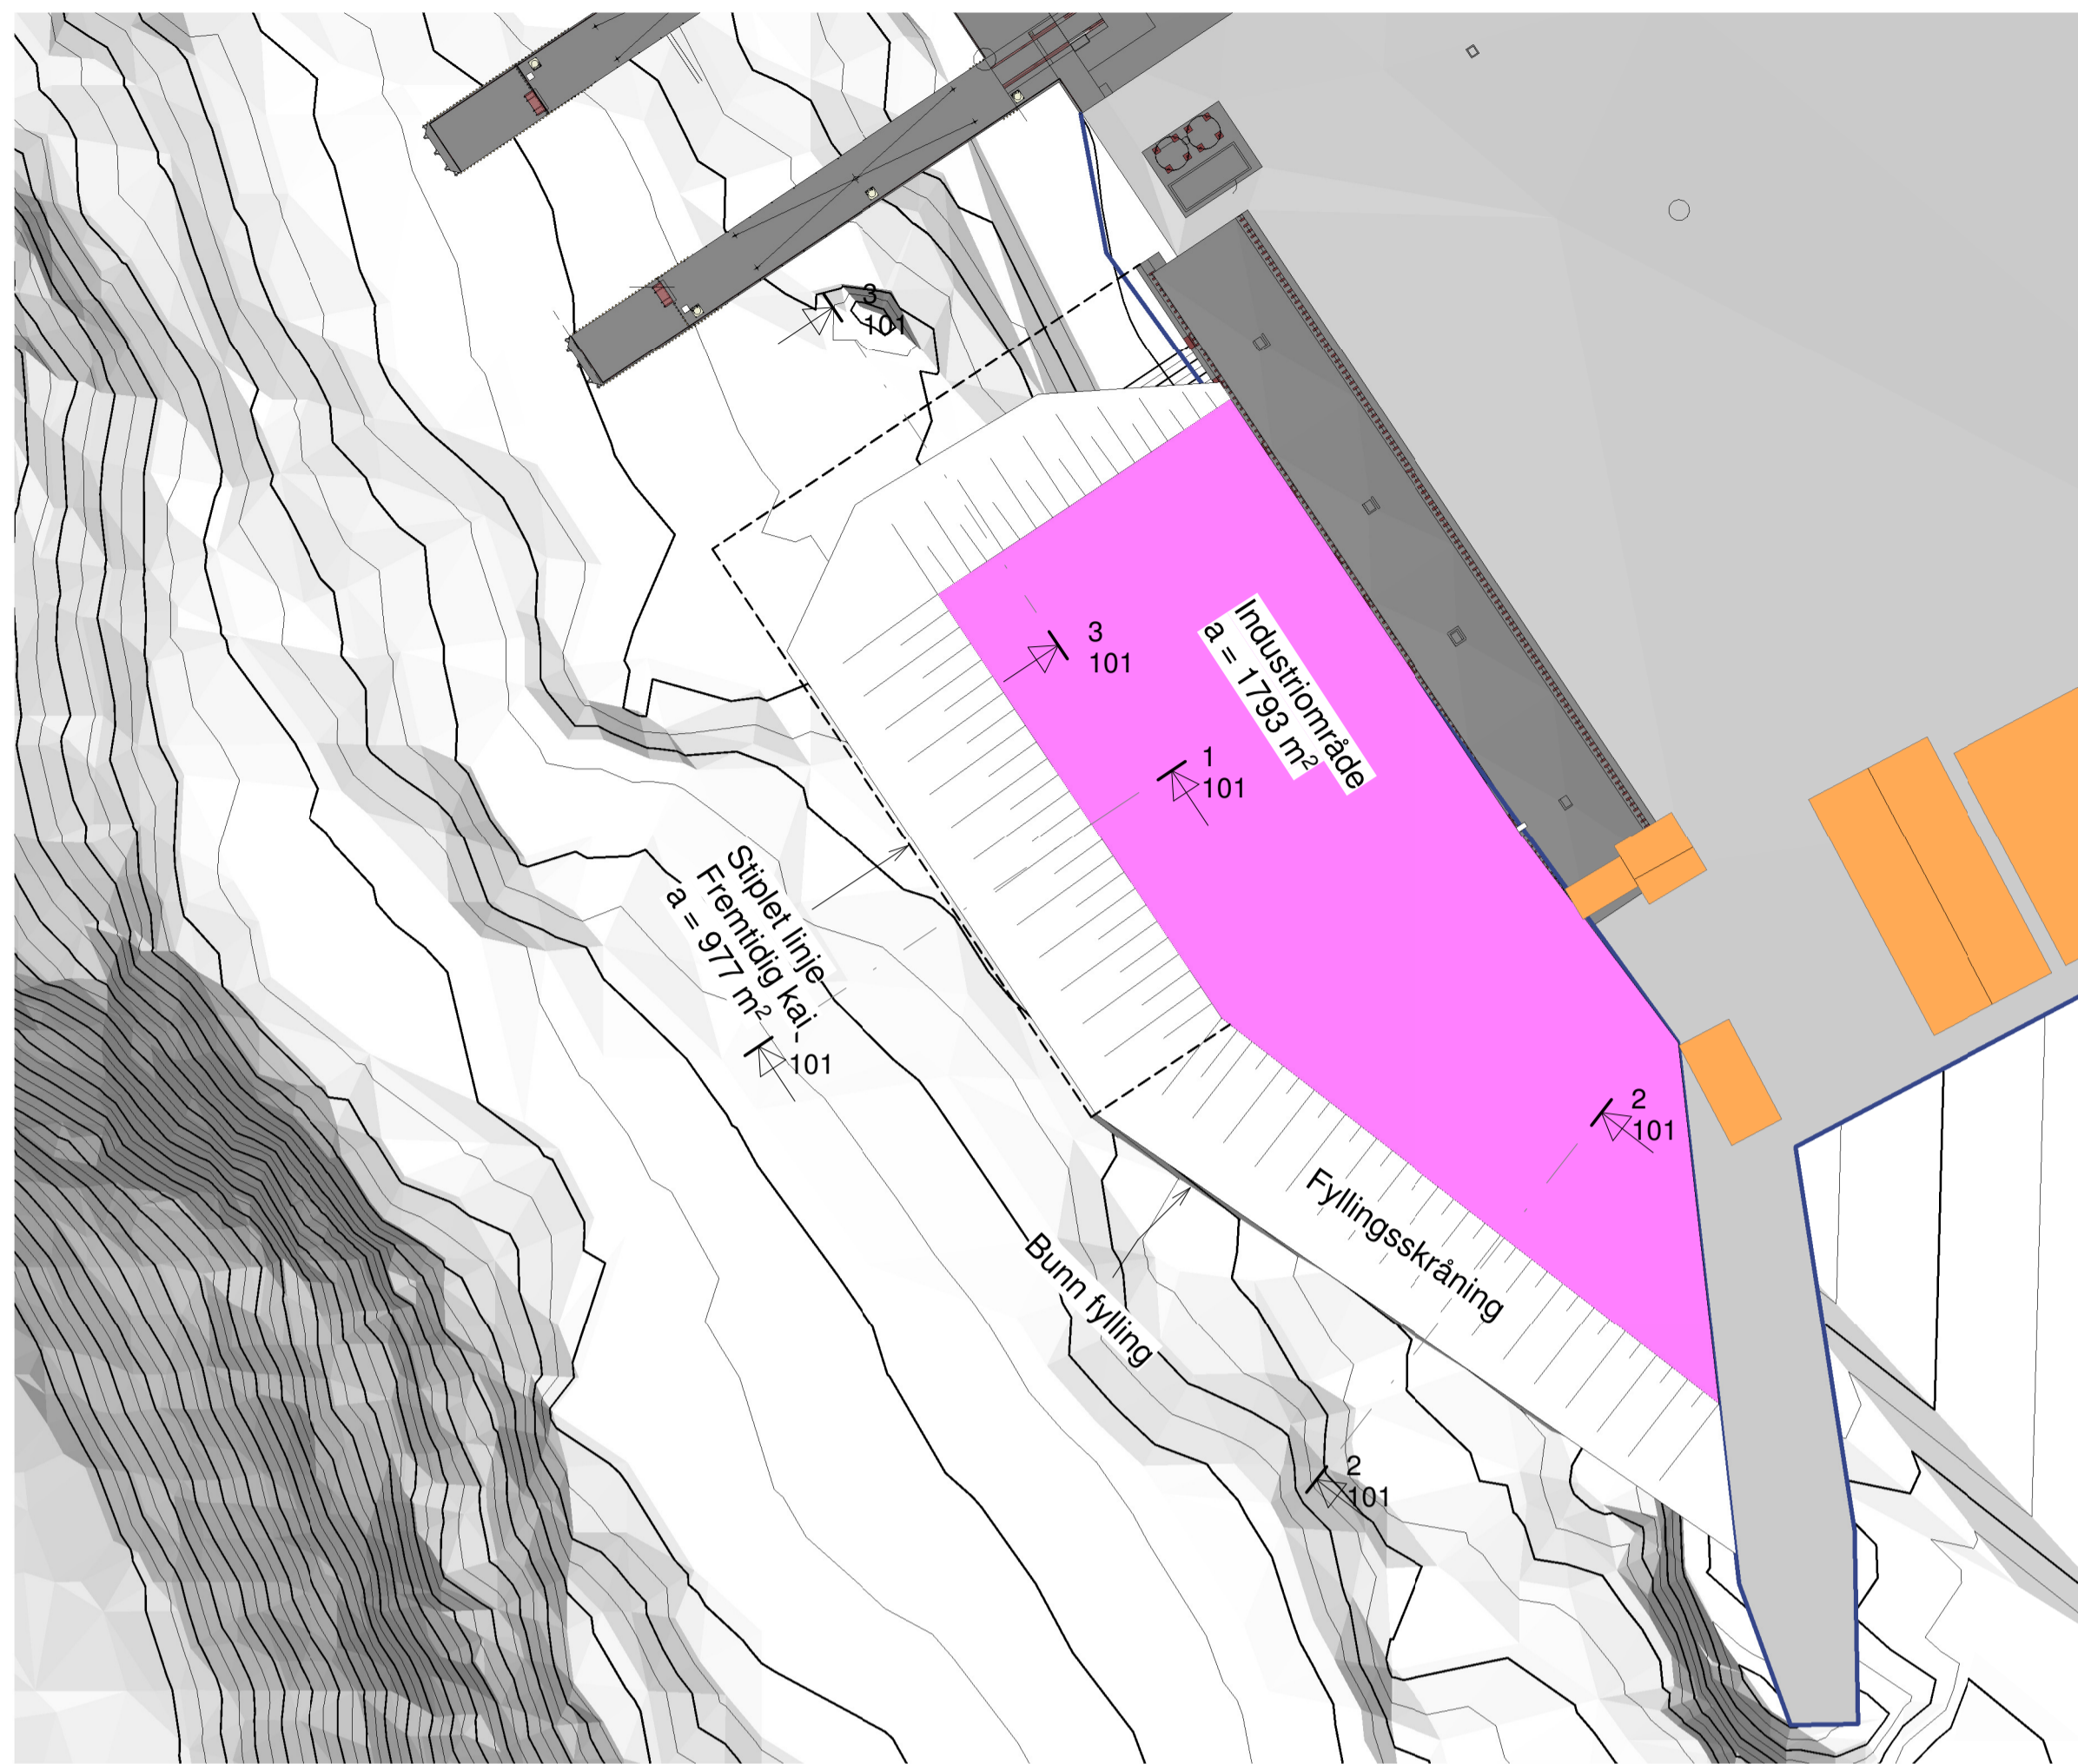 3
101
3
101
Industriområde
a = 1793 m²
1
101
Stiplet linje
Fremtidig kai
a = 977 m²
101
2
101
Fyllingsskråning
Bunn fylling
2
101